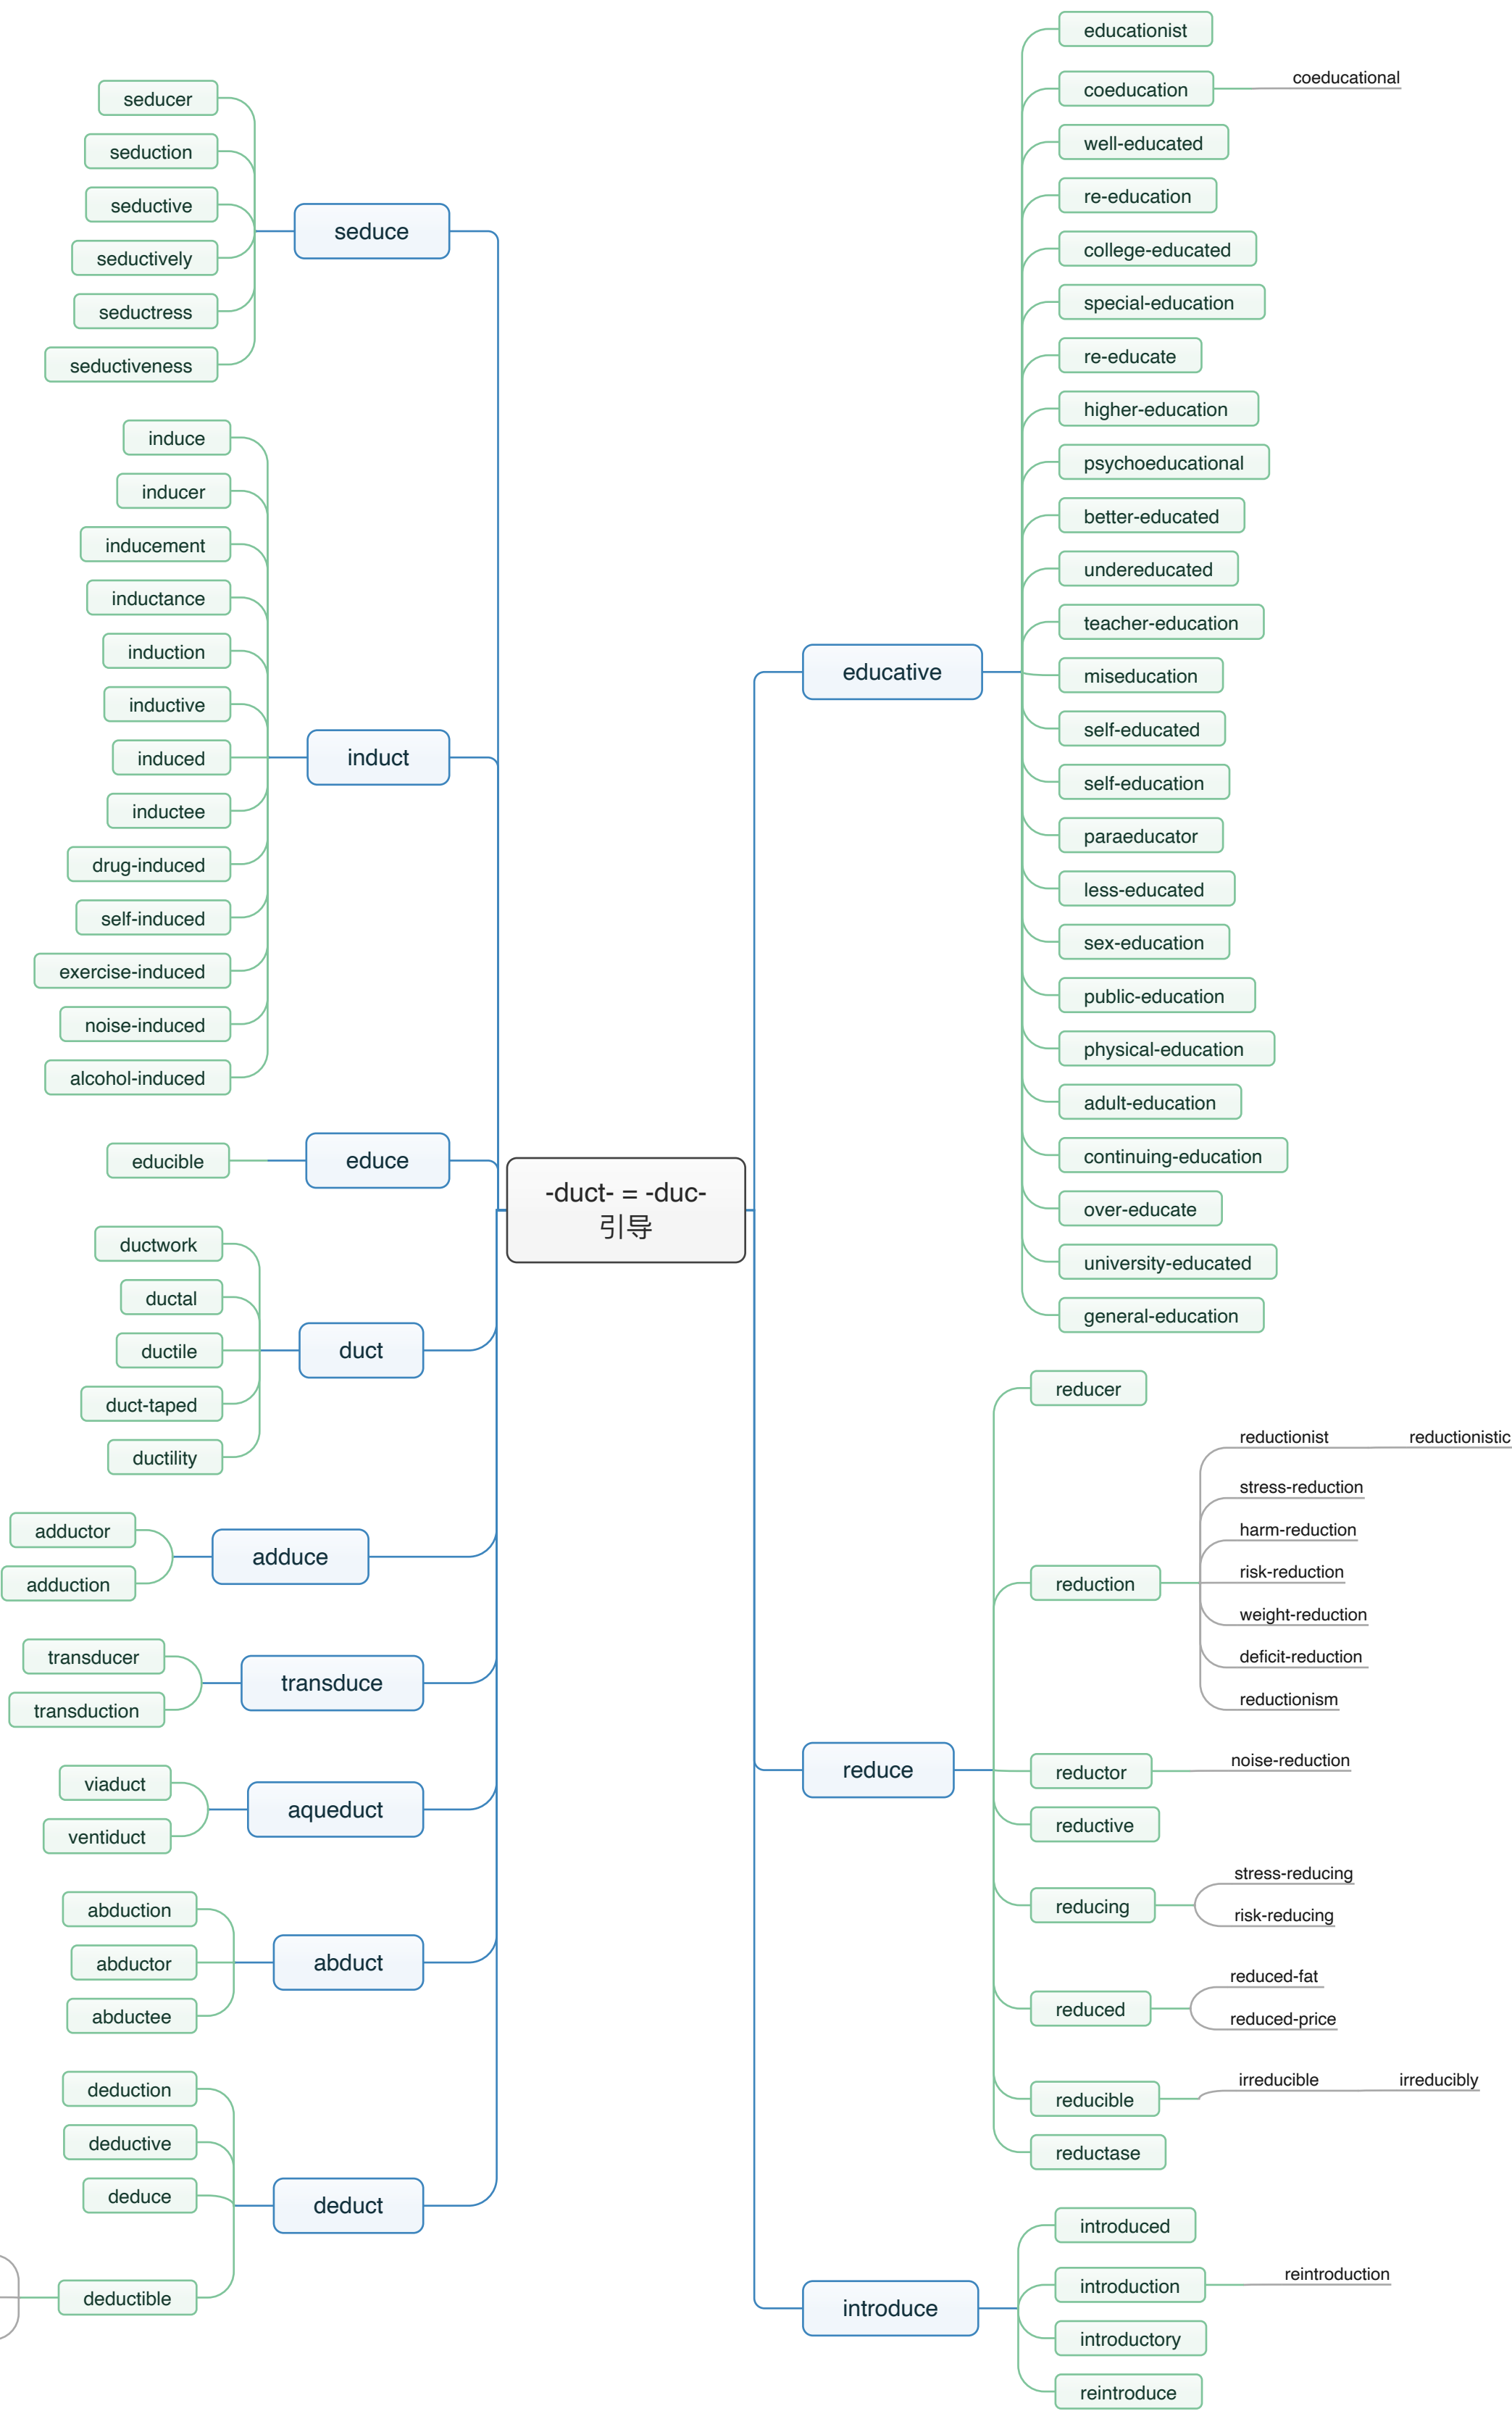 -duct- = -duc-
引导
seduce
seducer
seduction
seductive
seductively
seductress
seductiveness
induct
induce
inducer
inducement
inductance
induction
inductive
induced
inductee
drug-induced
self-induced
exercise-induced
noise-induced
alcohol-induced
educe
educible
duct
ductwork
ductal
ductile
duct-taped
ductility
adduce
adductor
adduction
transduce
transducer
transduction
aqueduct
viaduct
ventiduct
abduct
abduction
abductor
abductee
deduct
deduction
deductive
deduce
deductible
educative
educationist
coeducation
coeducational
well-educated
re-education
college-educated
special-education
re-educate
higher-education
psychoeducational
better-educated
undereducated
teacher-education
miseducation
self-educated
self-education
paraeducator
less-educated
sex-education
public-education
physical-education
adult-education
continuing-education
over-educate
university-educated
general-education
reduce
reducer
reduction
reductionist
reductionistic
stress-reduction
harm-reduction
risk-reduction
weight-reduction
deficit-reduction
reductionism
reductor
noise-reduction
reductive
reducing
stress-reducing
risk-reducing
reduced
reduced-fat
reduced-price
reducible
irreducible
irreducibly
reductase
introduce
introduced
introduction
reintroduction
introductory
reintroduce